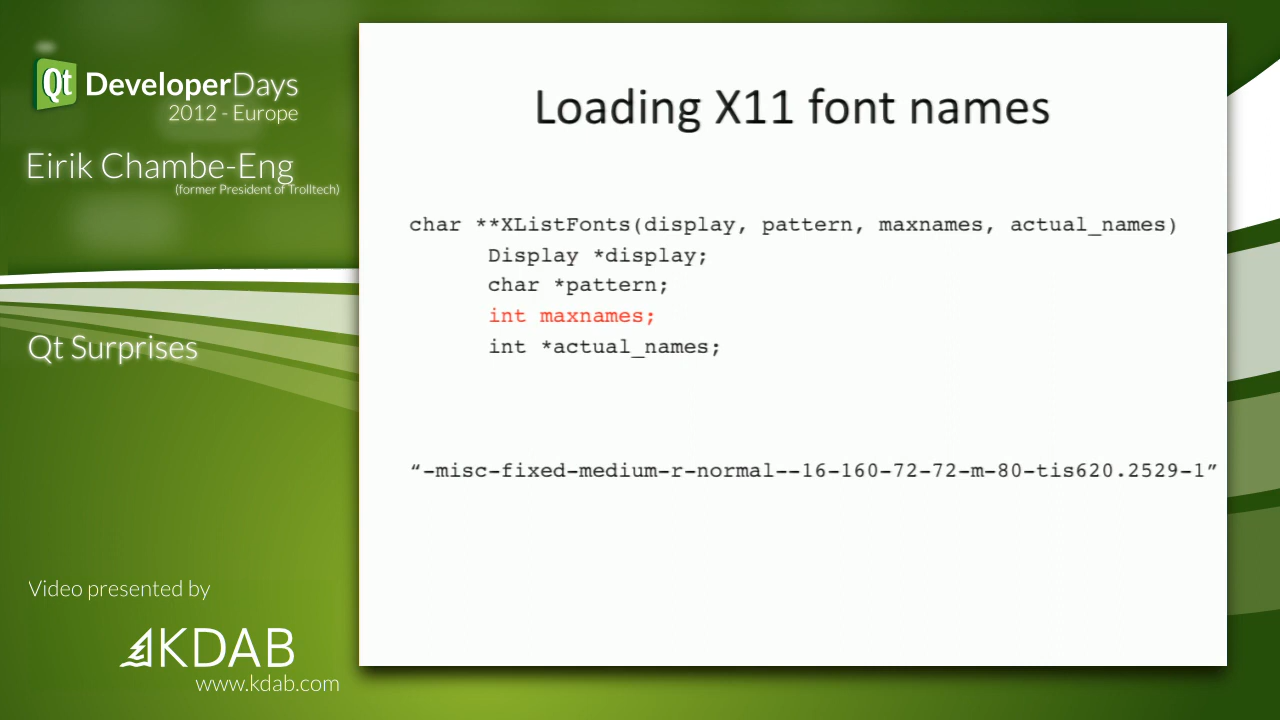 Qt DeveloperDays
2012 - Europe
Eirik Chambe-Eng
(former President of Trolltech)
Qt Surprises
Video presented by
KDAB
www.kdab.com
Loading X11 font names
char **XListFonts(display, pattern, maxnames, actual_names)
Display *display;
char *pattern;
int maxnames;
int *actual_names;
“-misc-fixed-medium-r-normal--16-160-72-72-m-80-tis620.2529-1”